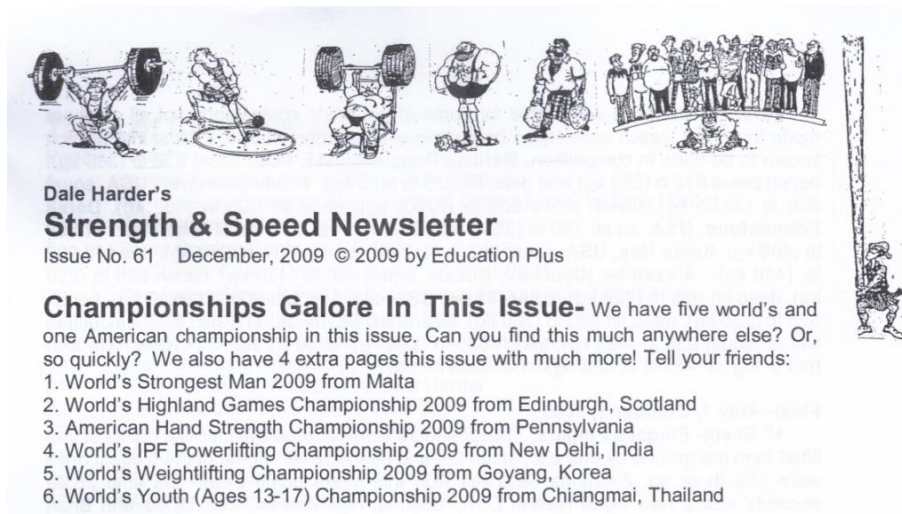 Dale Harder's
Strength & Speed Newsletter
Issue No. 61 December, 2009 © 2009 by Education Plus
Championships Galore In This Issue- We have five world's and
one American championship in this issue. Can you find this much anywhere else? Or,
so quickly? We also have 4 extra pages this issue with much more! Tell your friends:
1. World's Strongest Man 2009 from Malta
2. World's Highland Games Championship 2009 from Edinburgh, Scotland
3. American Hand Strength Championship 2009 from Pennsylvania
4. World's IPF Powerlifting Championship 2009 from New Delhi, India
5. World's Weightlifting Championship 2009 from Goyang, Korea
6. World's Youth (Ages 13-17) Championship 2009 from Chiangmai, Thailand